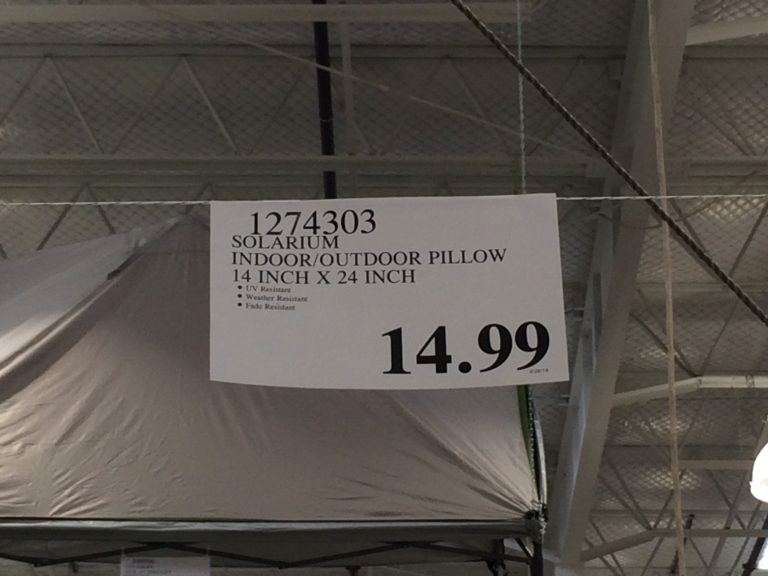 1274303
SOLARIUM
INDOOR/OUTDOOR PILLOW
14 INCH X 24 INCH
• UV Resistant
• Weather Resistant
• Fade Resistant
14.99